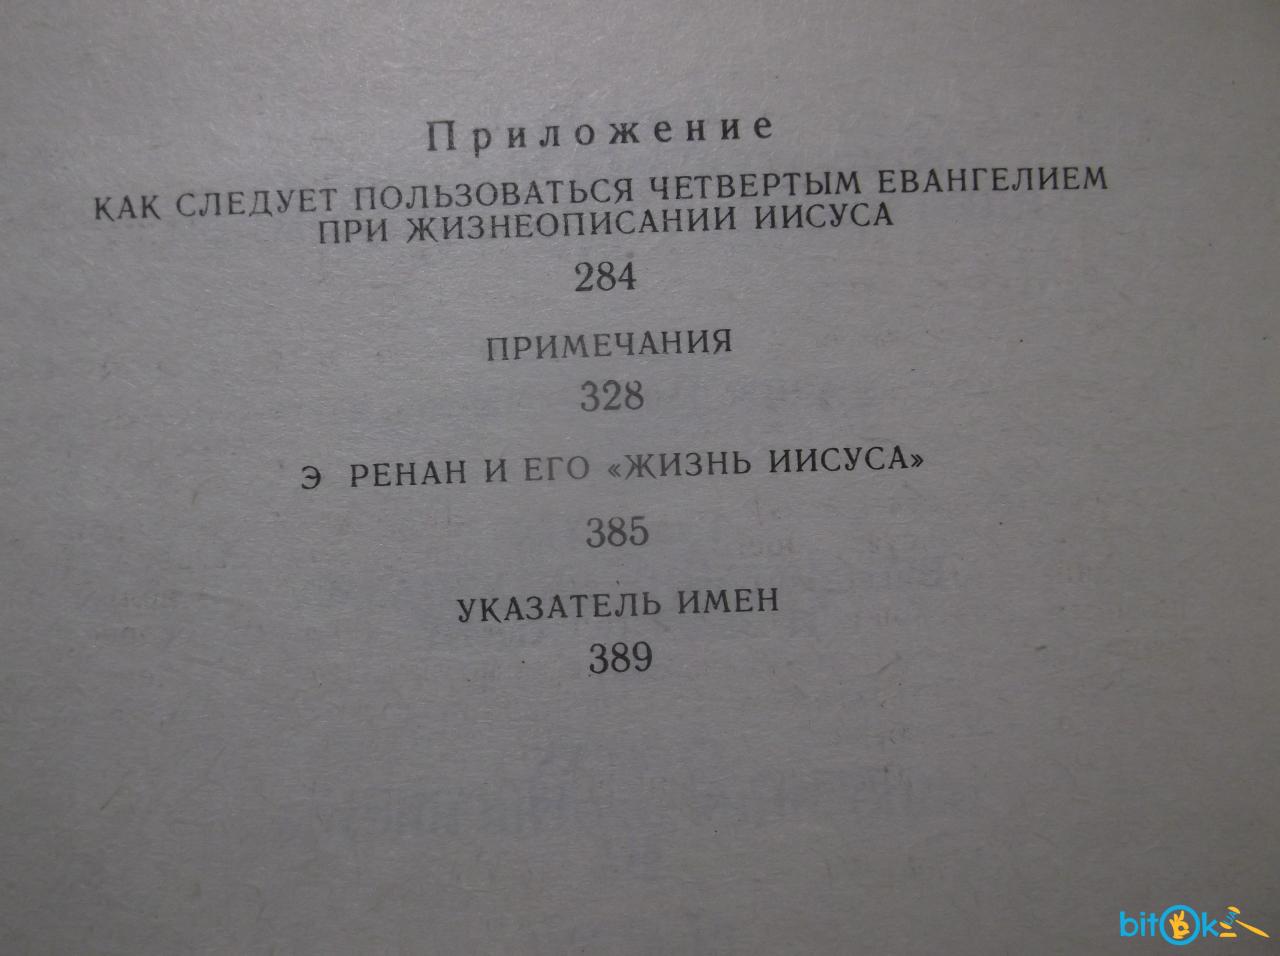 Приложение
КАК СЛЕДУЕТ ПОЛЬЗОВАТЬСЯ ЧЕТВЕРТЫМ ЕВАНГЕЛИЕМ
ПРИ ЖИЗНЕОПИСАНИИ ИИСУСА
284
ПРИМЕЧАНИЯ
328
Э РЕНАН И ЕГО «ЖИЗНЬ ИИСУСА»
385
УКАЗАТЕЛЬ ИМЕН
389
bitOk